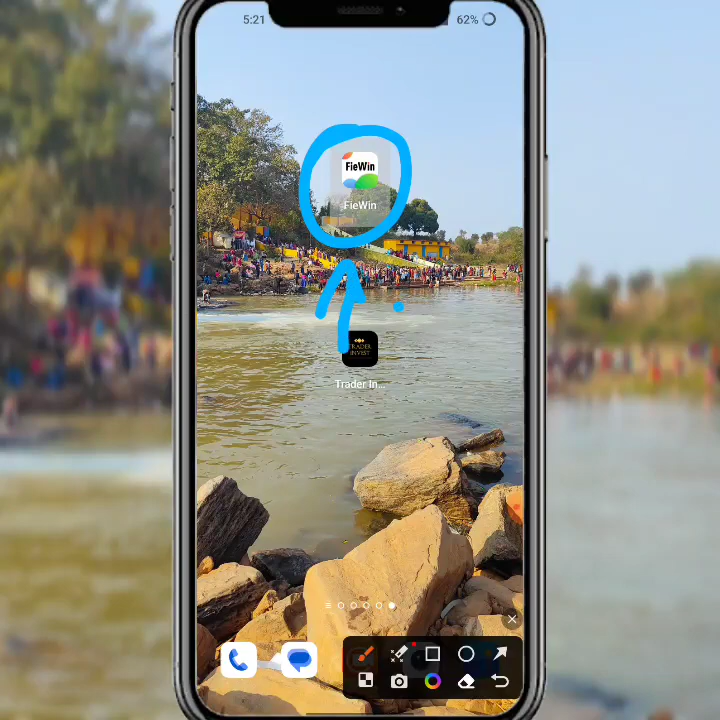 5:21
62%
FieWin
FieWin
TRADER
INVEST
Trader In...